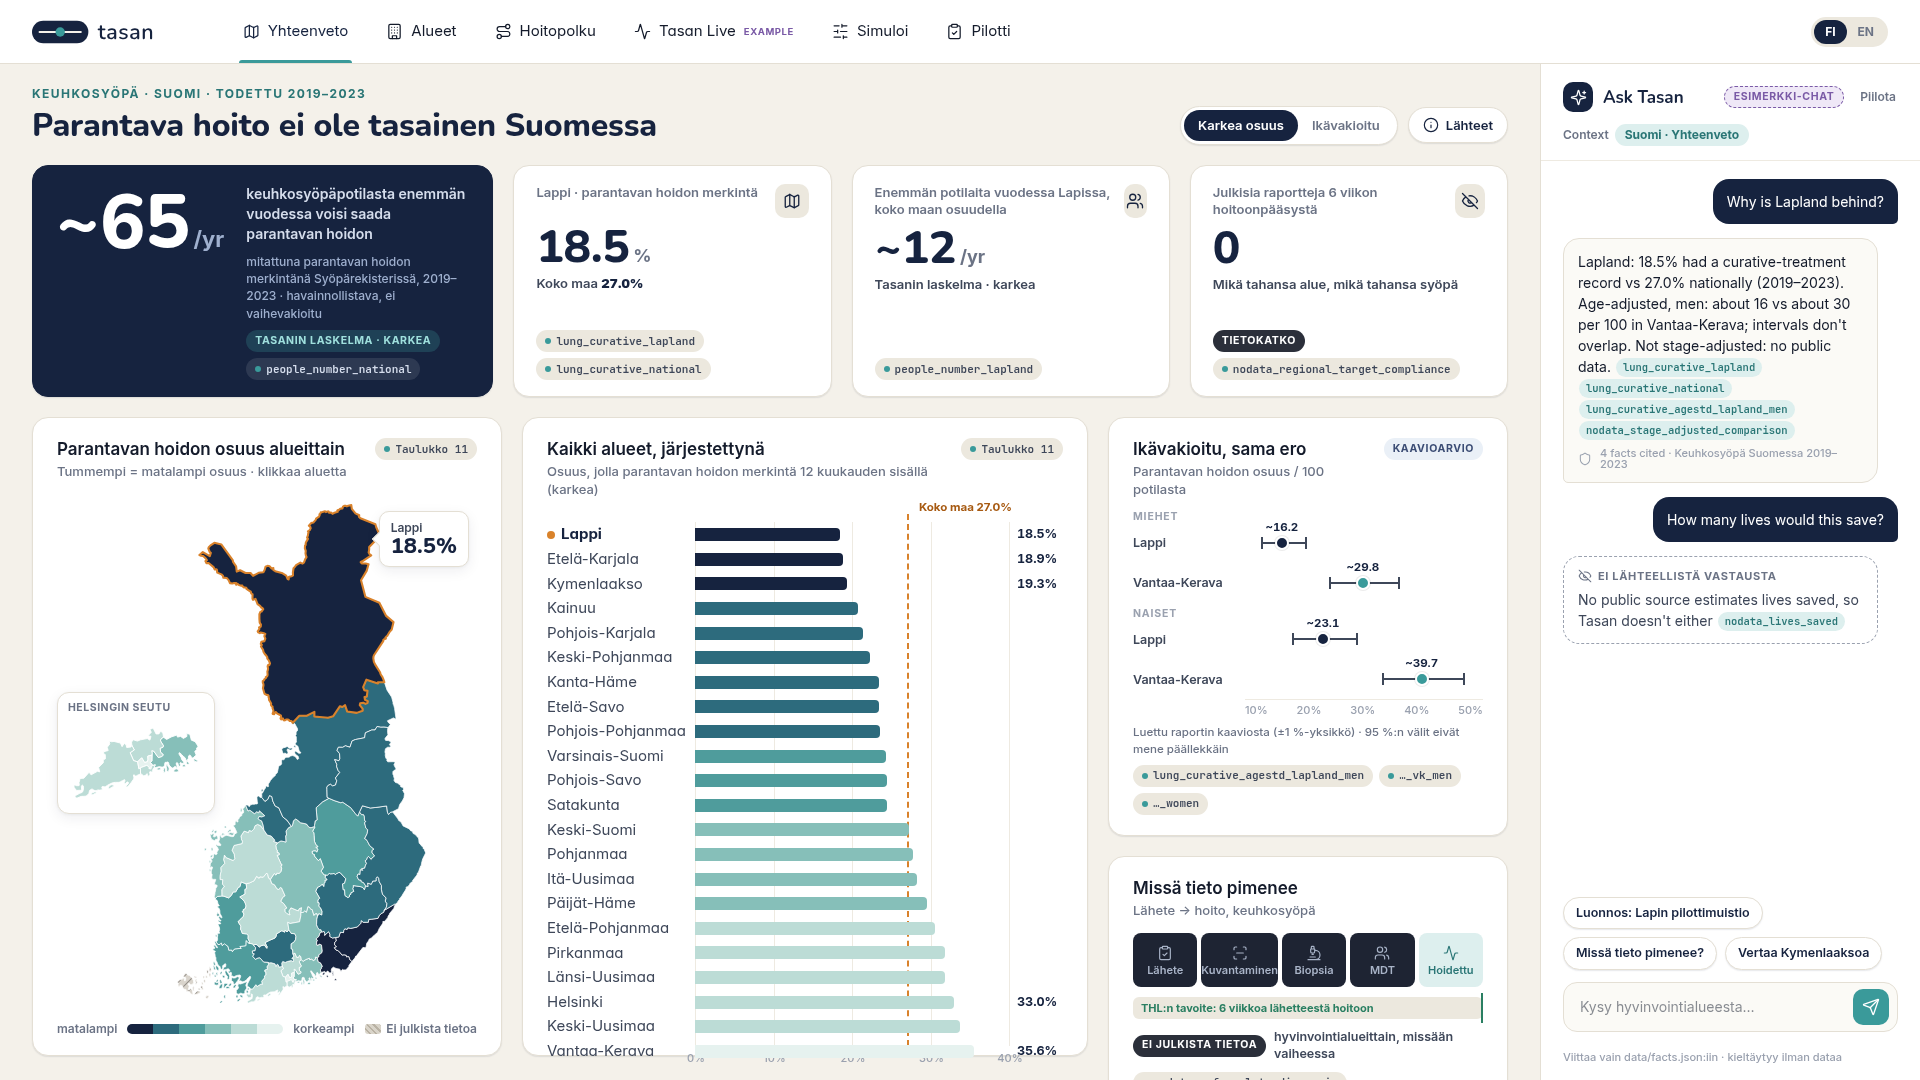 tasan
Yhteenveto
Alueet
Hoitopolku
Tasan Live EXAMPLE
Simuloi
Pilotti
FI EN
KEUHKOSYÖPÄ · SUOMI · TODETTU 2019–2023
Parantava hoito ei ole tasainen Suomessa
Karkea osuus Ikävakioitu
Lähteet
~65/yr
keuhkosyöpäpotilasta enemmän
vuodessa voisi saada
parantavan hoidon
mitattuna parantavan hoidon
merkintänä Syöpärekisterissä, 2019–
2023 · havainnollistava, ei
vaihevakioitu
TASANIN LASKELMA · KARKEA
people_number_national
Lappi · parantavan hoidon merkintä
18.5 %
Koko maa 27.0%
lung_curative_lapland
lung_curative_national
Enemmän potilaita vuodessa Lapissa,
koko maan osuudella
~12 /yr
Tasanin laskelma · karkea
people_number_lapland
Julkisia raportteja 6 viikon
hoitoonpääsystä
0
Mikä tahansa alue, mikä tahansa syöpä
TIETOKATKO
nodata_regional_target_compliance
Parantavan hoidon osuus alueittain
Taulukko 11
Tummempi = matalampi osuus · klikkaa aluetta
Lappi
18.5%
HELSINGIN SEUTU
matalampi
korkeampi
Ei julkista tietoa
Kaikki alueet, järjestettynä
Taulukko 11
Osuus, jolla parantavan hoidon merkintä 12 kuukauden sisällä
(karkea)
Koko maa 27.0%
Lappi 18.5%
Etelä-Karjala 18.9%
Kymenlaakso 19.3%
Kainuu
Pohjois-Karjala
Keski-Pohjanmaa
Kanta-Häme
Etelä-Savo
Pohjois-Pohjanmaa
Varsinais-Suomi
Pohjois-Savo
Satakunta
Keski-Suomi
Pohjanmaa
Itä-Uusimaa
Päijät-Häme
Etelä-Pohjanmaa
Pirkanmaa
Länsi-Uusimaa
Helsinki 33.0%
Keski-Uusimaa
Vantaa-Kerava 35.6%
0% 10% 20% 30% 40%
Ikävakioitu, sama ero
KAAVIOARVIO
Parantavan hoidon osuus / 100
potilasta
MIEHET
~16.2
Lappi
~29.8
Vantaa-Kerava
NAISET
~23.1
Lappi
~39.7
Vantaa-Kerava
10% 20% 30% 40% 50%
Luettu raportin kaaviosta (±1 %-yksikkö) · 95 %:n välit eivät
mene päällekkäin
lung_curative_agestd_lapland_men
…_vk_men
…_women
Missä tieto pimenee
Lähete → hoito, keuhkosyöpä
Lähete
Kuvantaminen
Biopsia
MDT
Hoidettu
THL:n tavoite: 6 viikkoa lähetteestä hoitoon
EI JULKISTA TIETOA
hyvinvointialueittain, missään
vaiheessa
Ask Tasan
ESIMERKKI-CHAT
Piilota
Context Suomi · Yhteenveto
Why is Lapland behind?
Lapland: 18.5% had a curative-treatment
record vs 27.0% nationally (2019–2023).
Age-adjusted, men: about 16 vs about 30
per 100 in Vantaa-Kerava; intervals don't
overlap. Not stage-adjusted: no public
data. lung_curative_lapland
lung_curative_national
lung_curative_agestd_lapland_men
nodata_stage_adjusted_comparison
4 facts cited · Keuhkosyöpä Suomessa 2019–
2023
How many lives would this save?
EI LÄHTEELLISTÄ VASTAUSTA
No public source estimates lives saved, so
Tasan doesn't either nodata_lives_saved
Luonnos: Lapin pilottimuistio
Missä tieto pimenee?
Vertaa Kymenlaaksoa
Kysy hyvinvointialueesta…
Viittaa vain data/facts.json:iin · kieltäytyy ilman dataa